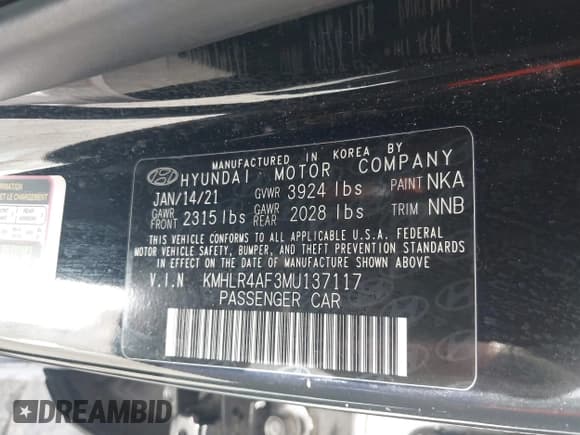 MANUFACTURED IN KOREA BY
HYUNDAI MOTOR COMPANY
JAN/14/21 GVWR 3924 lbs PAINT NKA
GAWR FRONT 2315 lbs GAWR REAR 2028 lbs TRIM NNB
THIS VEHICLE CONFORMS TO ALL APPLICABLE U.S.A. FEDERAL
MOTOR VEHICLE SAFETY, BUMPER, AND THEFT PREVENTION STANDARDS
IN EFFECT ON THE DATE OF MANUFACTURE SHOWN ABOVE.
V.I.N KMHLR4AF3MU137117
PASSENGER CAR
DREAMBID